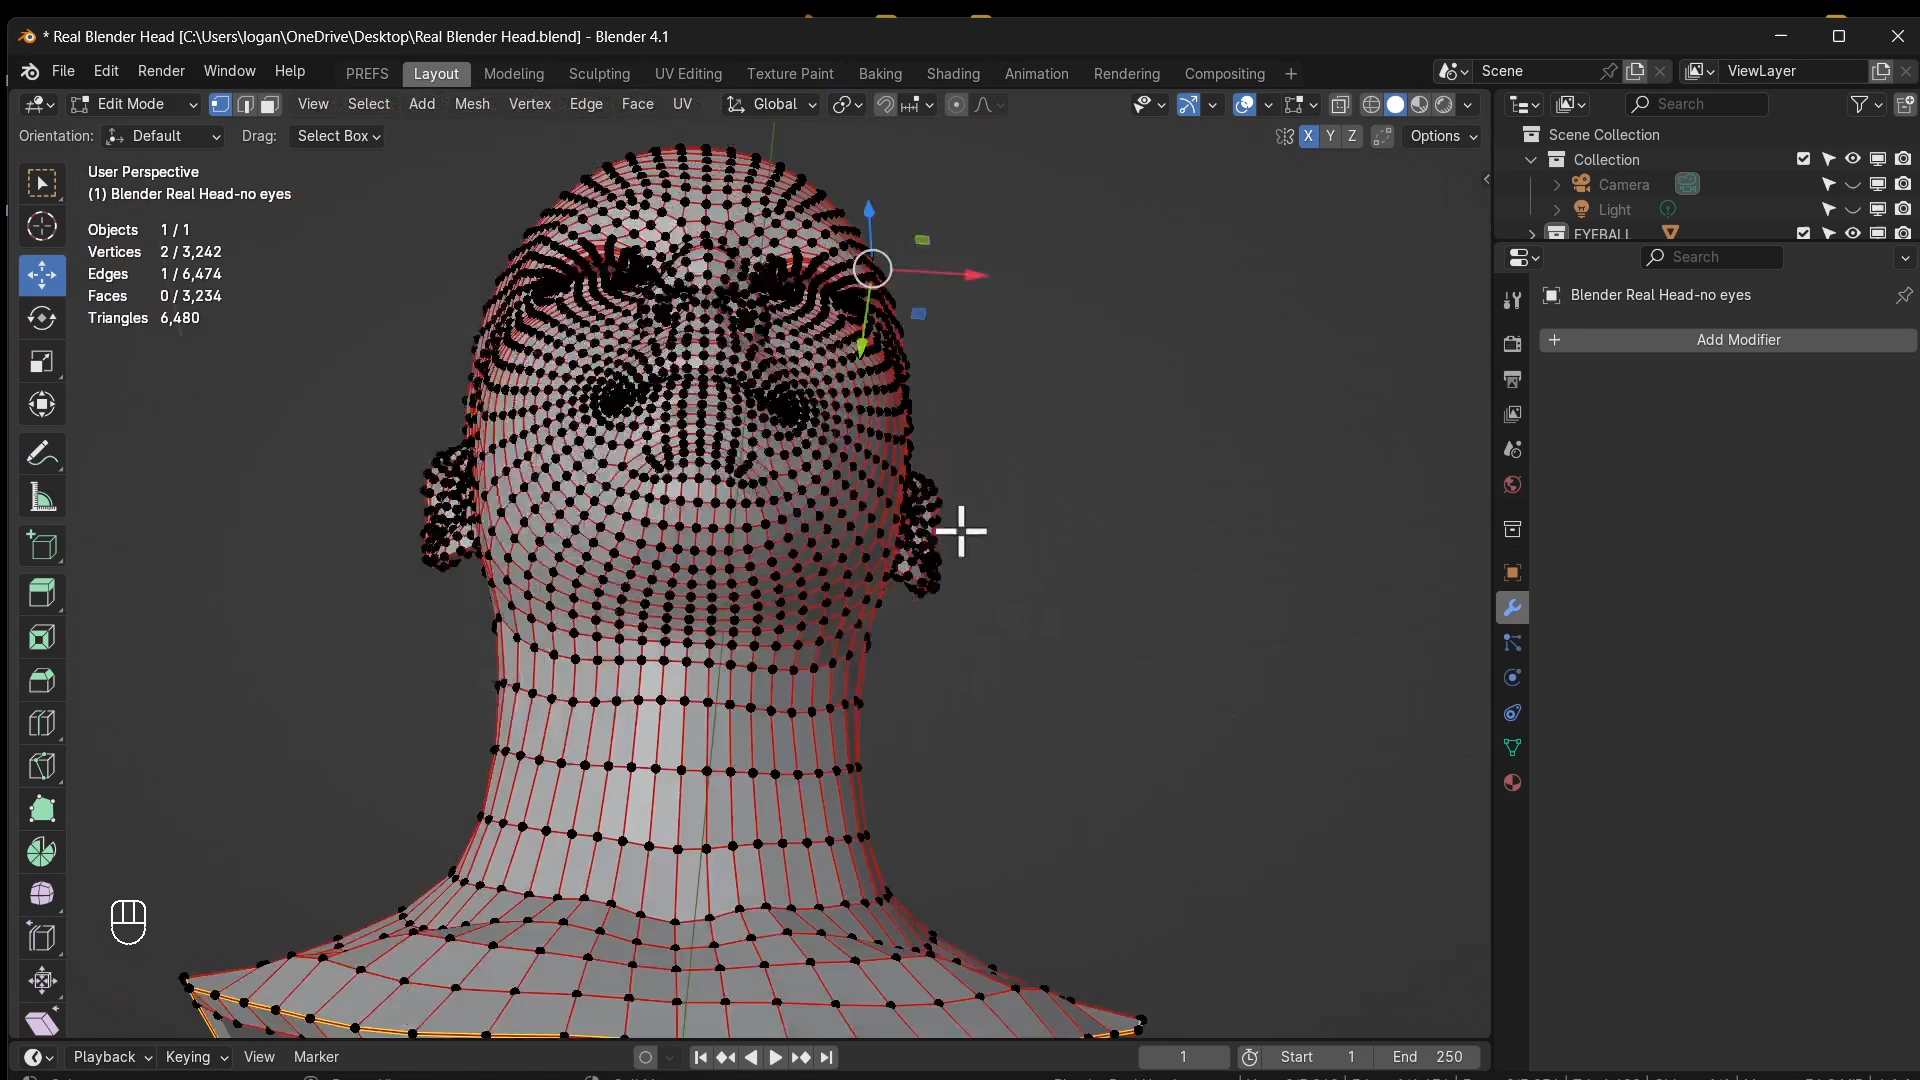 * Real Blender Head [C:\Users\logan\OneDrive\Desktop\Real Blender Head.blend] - Blender 4.1
File Edit Render Window Help PREFS Layout Modeling Sculpting UV Editing Texture Paint Baking Shading Animation Rendering Compositing + Scene ViewLayer
Edit Mode View Select Add Mesh Vertex Edge Face UV Global Search
Orientation: Default Drag: Select Box X Y Z Options Scene Collection
Collection
Camera
Light
EYEBALL
User Perspective
(1) Blender Real Head-no eyes
Objects 1 / 1
Vertices 2 / 3,242
Edges 1 / 6,474
Faces 0 / 3,234
Triangles 6,480
Search
Blender Real Head-no eyes
+ Add Modifier
Playback Keying View Marker 1 Start 1 End 250